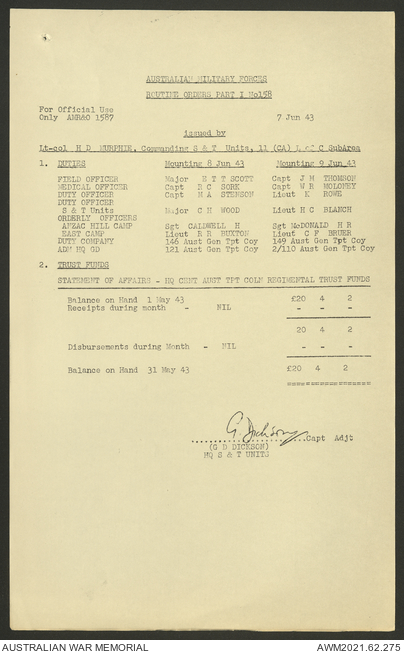 AUSTRALIAN MILITARY FORCES
ROUTINE ORDERS PART I No158
For Official Use
Only AMR&O 1587 7 Jun 43
issued by
Lt-col H D MURPHIE, Commanding S & T Units, 11 (CA) L of C SubArea
1. DUTIES Mounting 8 Jun 43 Mounting 9 Jun 43
FIELD OFFICER Major H T T SCOTT Capt J M THOMSON
MEDICAL OFFICER Capt R C SORK Capt W R MOLONEY
DUTY OFFICER Capt M A STENSON Lieut K ROWE
DUTY OFFICER
S & T Units Major C H WOOD Lieut H C BLANCH
ORDERLY OFFICERS
ANZAC HILL CAMP Sgt CALDWELL H Sgt McDONALD H R
EAST CAMP Lieut R H BUXTON Lieut C F BRUER
DUTY COMPANY 146 Aust Gen Tpt Coy 149 Aust Gen Tpt Coy
ADM HQ GD 121 Aust Gen Tpt Coy 2/110 Aust Gen Tpt Coy
2. TRUST FUNDS
STATEMENT OF AFFAIRS - HQ CENT AUST TPT COLM REGIMENTAL TRUST FUNDS
Balance on Hand 1 May 43 £20 4 2
Receipts during month - NIL - - -
20 4 2
Disbursements during Month - NIL - - -
Balance on Hand 31 May 43 £20 4 2
G Dickson
....................Capt Adjt
(G D DICKSON)
HQ S & T UNITS
AUSTRALIAN WAR MEMORIAL AWM2021.62.275